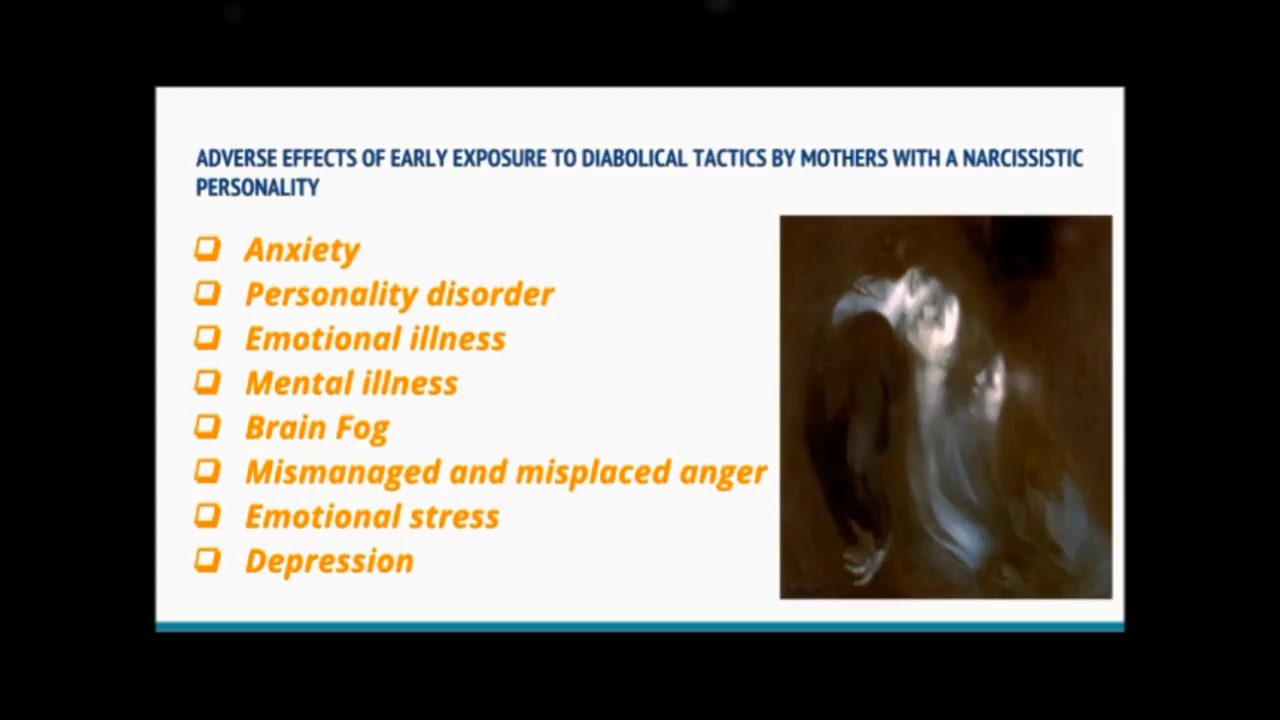 ADVERSE EFFECTS OF EARLY EXPOSURE TO DIABOLICAL TACTICS BY MOTHERS WITH A NARCISSISTIC
PERSONALITY
Anxiety
Personality disorder
Emotional illness
Mental illness
Brain Fog
Mismanaged and misplaced anger
Emotional stress
Depression